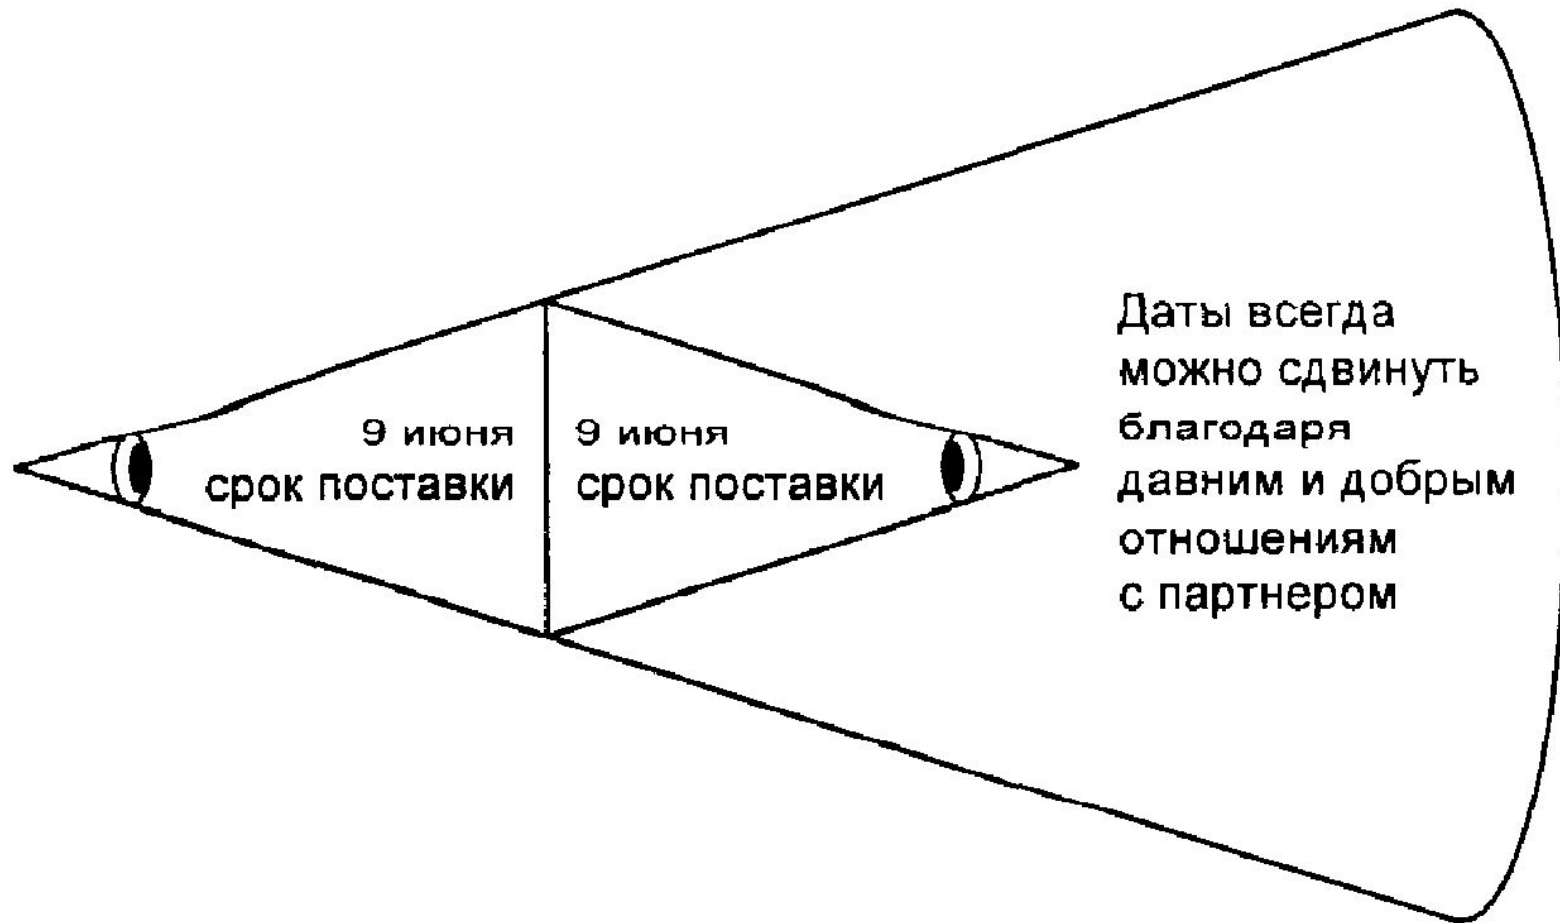 9 июня
срок поставки
9 июня
срок поставки
Даты всегда
можно сдвинуть
благодаря
давним и добрым
отношениям
с партнером